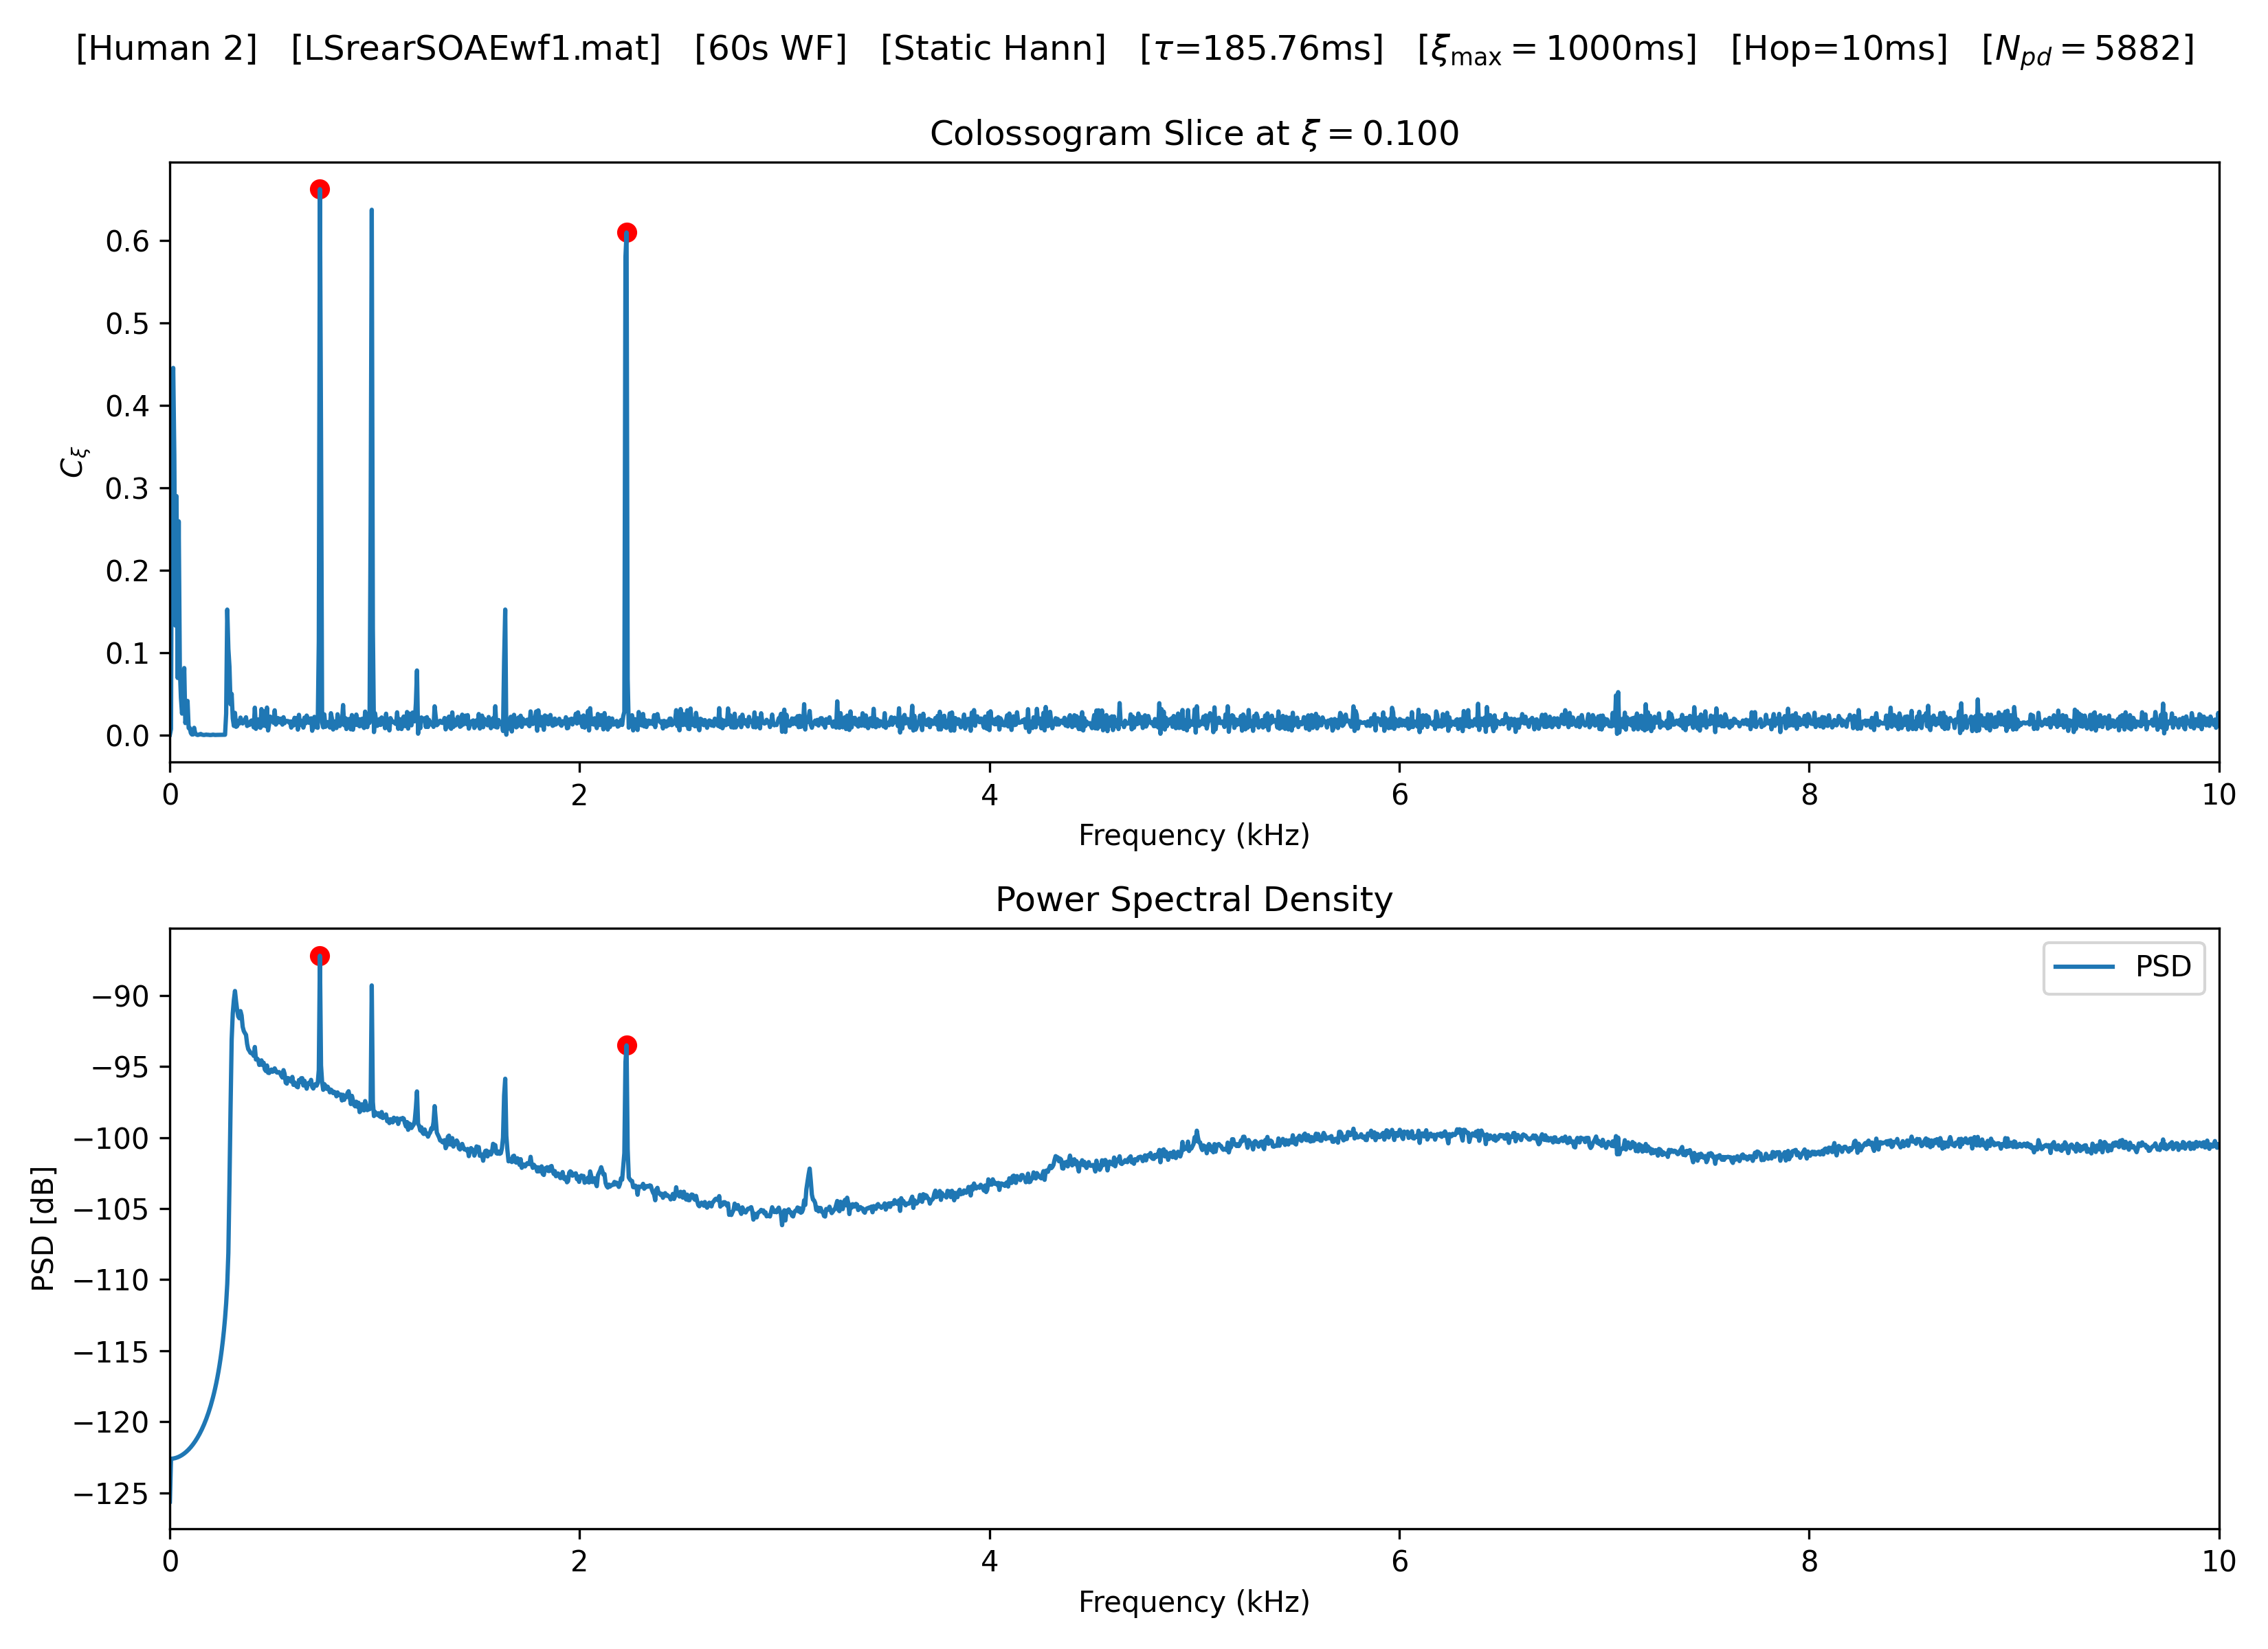 [Human 2] [LSrearSOAEwf1.mat] [60s WF] [Static Hann] [τ=185.76ms] [ξmax = 1000ms] [Hop=10ms] [Npd = 5882]
Colossogram Slice at ξ = 0.100
0.6
0.5
0.4
0.3
0.2
0.1
0.0
Cξ
0 2 4 6 8 10
Frequency (kHz)
Power Spectral Density
PSD
−90
−95
−100
−105
−110
−115
−120
−125
PSD [dB]
0 2 4 6 8 10
Frequency (kHz)